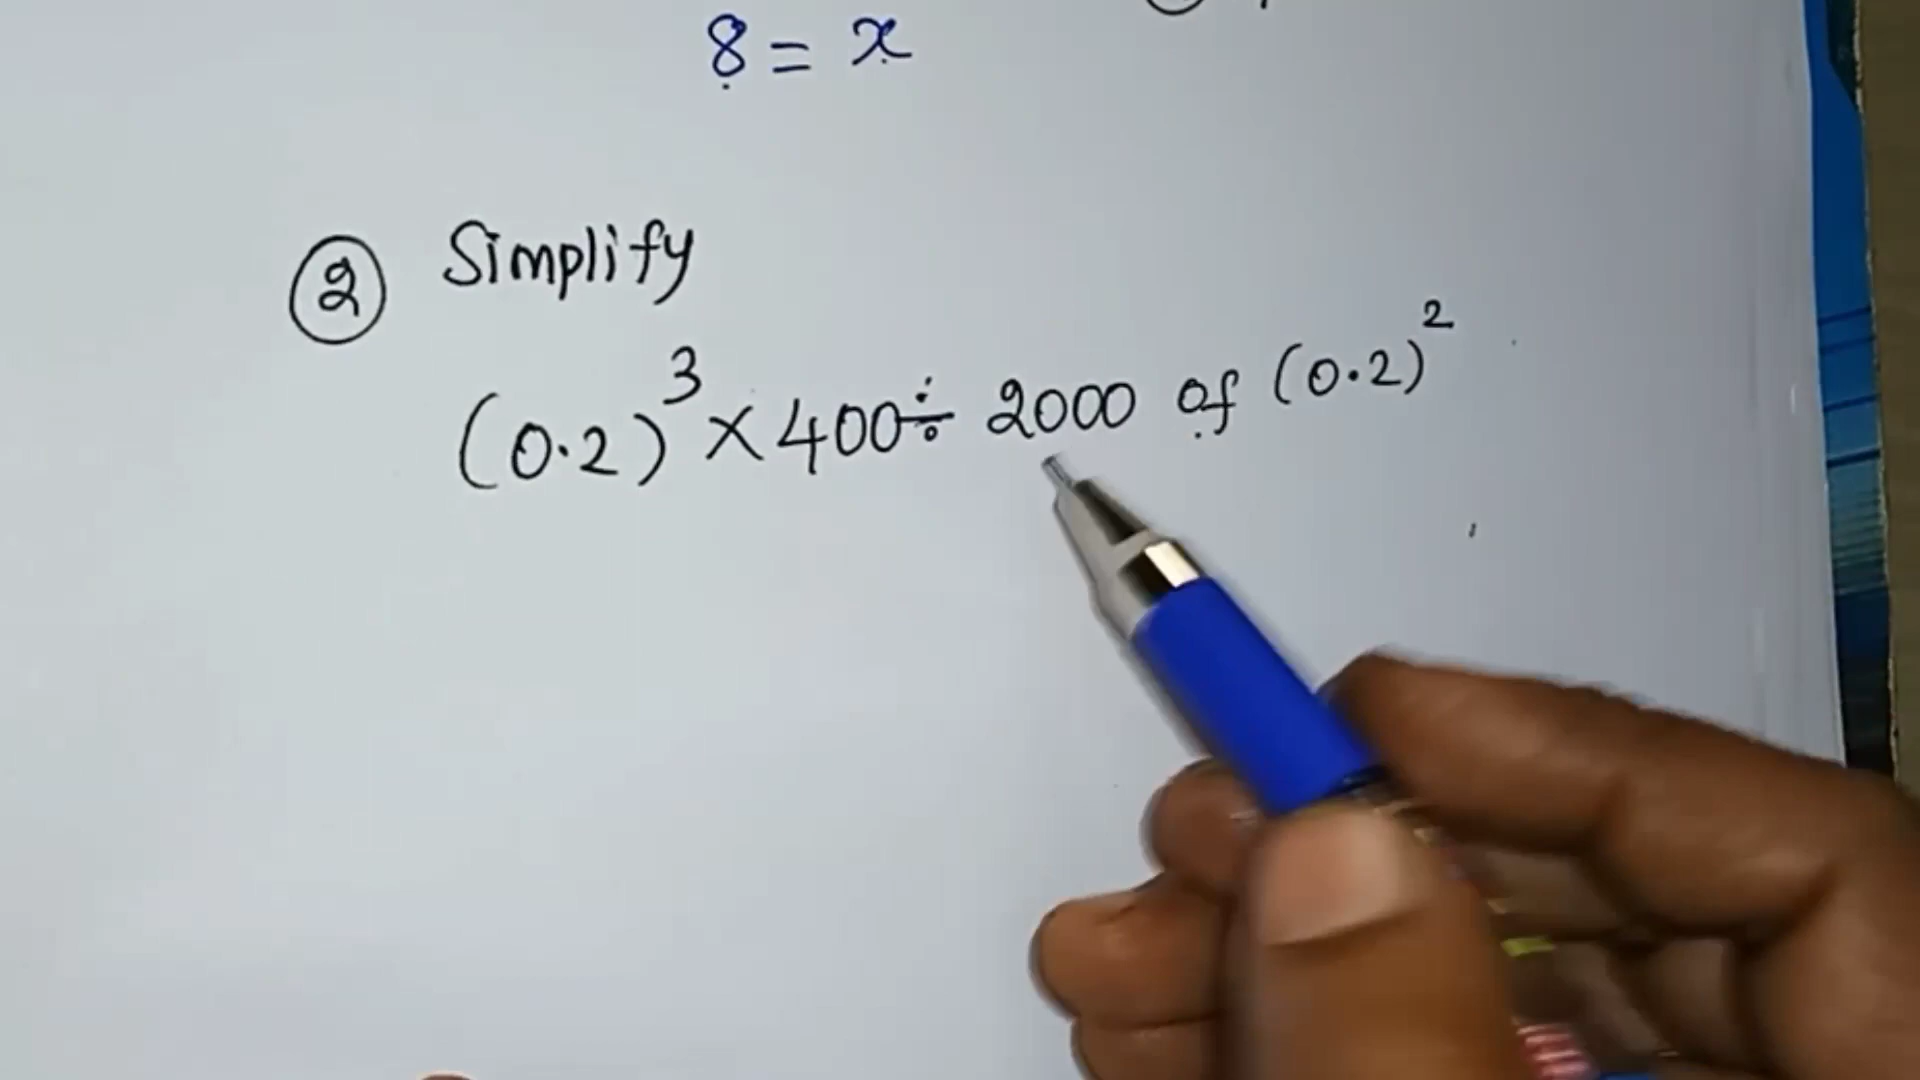 8 = x
② Simplify
(0.2)³ × 400 ÷ 2000 of (0.2)²